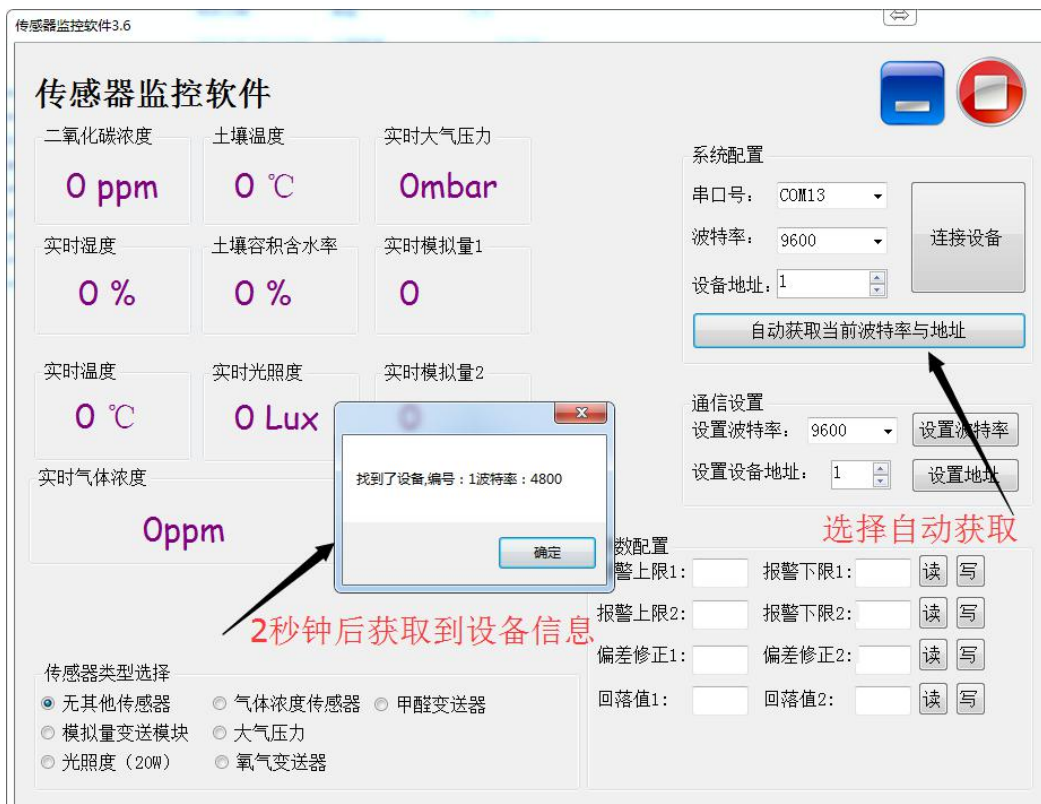 传感器监控软件3.6
传感器监控软件
二氧化碳浓度
0 ppm
土壤温度
0 ℃
实时大气压力
0mbar
实时湿度
0 %
土壤容积含水率
0 %
实时模拟量1
0
实时温度
0 ℃
实时光照度
0 Lux
实时模拟量2
0
实时气体浓度
0ppm
系统配置
串口号： COM13
波特率： 9600
设备地址： 1
连接设备
自动获取当前波特率与地址
通信设置
设置波特率： 9600 设置波特率
设置设备地址： 1 设置地址
选择自动获取
找到了设备,编号：1波特率：4800
确定
2秒钟后获取到设备信息
数配置
警上限1: 报警下限1: 读 写
报警上限2: 报警下限2: 读 写
偏差修正1: 偏差修正2: 读 写
回落值1: 回落值2: 读 写
传感器类型选择
无其他传感器 气体浓度传感器 甲醛变送器
模拟量变送模块 大气压力
光照度（20W） 氧气变送器